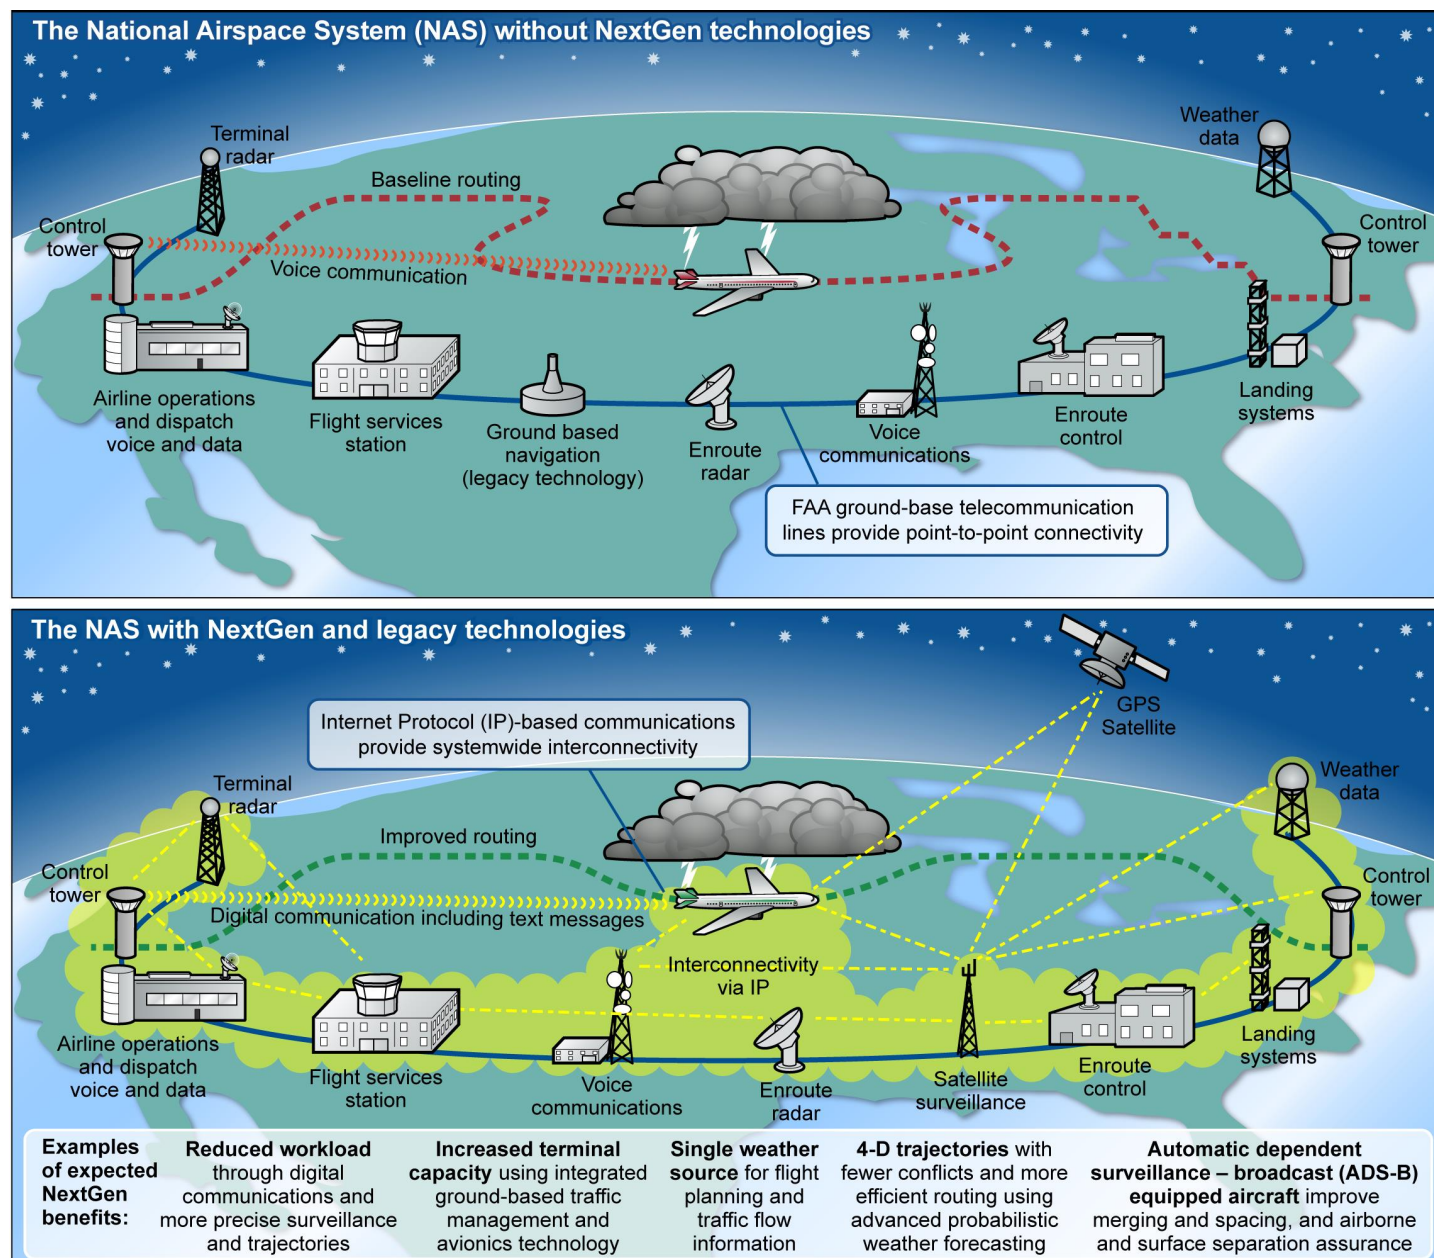 The National Airspace System (NAS) without NextGen technologies
Terminal
radar
Weather
data
Baseline routing
Control
tower
Control
tower
Voice communication
Airline operations
and dispatch
voice and data
Flight services
station
Ground based
navigation
(legacy technology)
Enroute
radar
Voice
communications
Enroute
control
Landing
systems
FAA ground-base telecommunication
lines provide point-to-point connectivity
The NAS with NextGen and legacy technologies
GPS
Satellite
Internet Protocol (IP)-based communications
provide systemwide interconnectivity
Terminal
radar
Weather
data
Improved routing
Control
tower
Control
tower
Digital communication including text messages
Interconnectivity
via IP
Airline operations
and dispatch
voice and data
Flight services
station
Voice
communications
Enroute
radar
Satellite
surveillance
Enroute
control
Landing
systems
Examples
of expected
NextGen
benefits:
Reduced workload
through digital
communications and
more precise surveillance
and trajectories
Increased terminal
capacity using integrated
ground-based traffic
management and
avionics technology
Single weather
source for flight
planning and
traffic flow
information
4-D trajectories with
fewer conflicts and more
efficient routing using
advanced probabilistic
weather forecasting
Automatic dependent
surveillance – broadcast (ADS-B)
equipped aircraft improve
merging and spacing, and airborne
and surface separation assurance